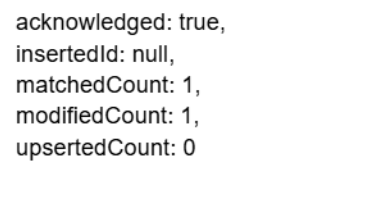 acknowledged: true,
insertedId: null,
matchedCount: 1,
modifiedCount: 1,
upsertedCount: 0